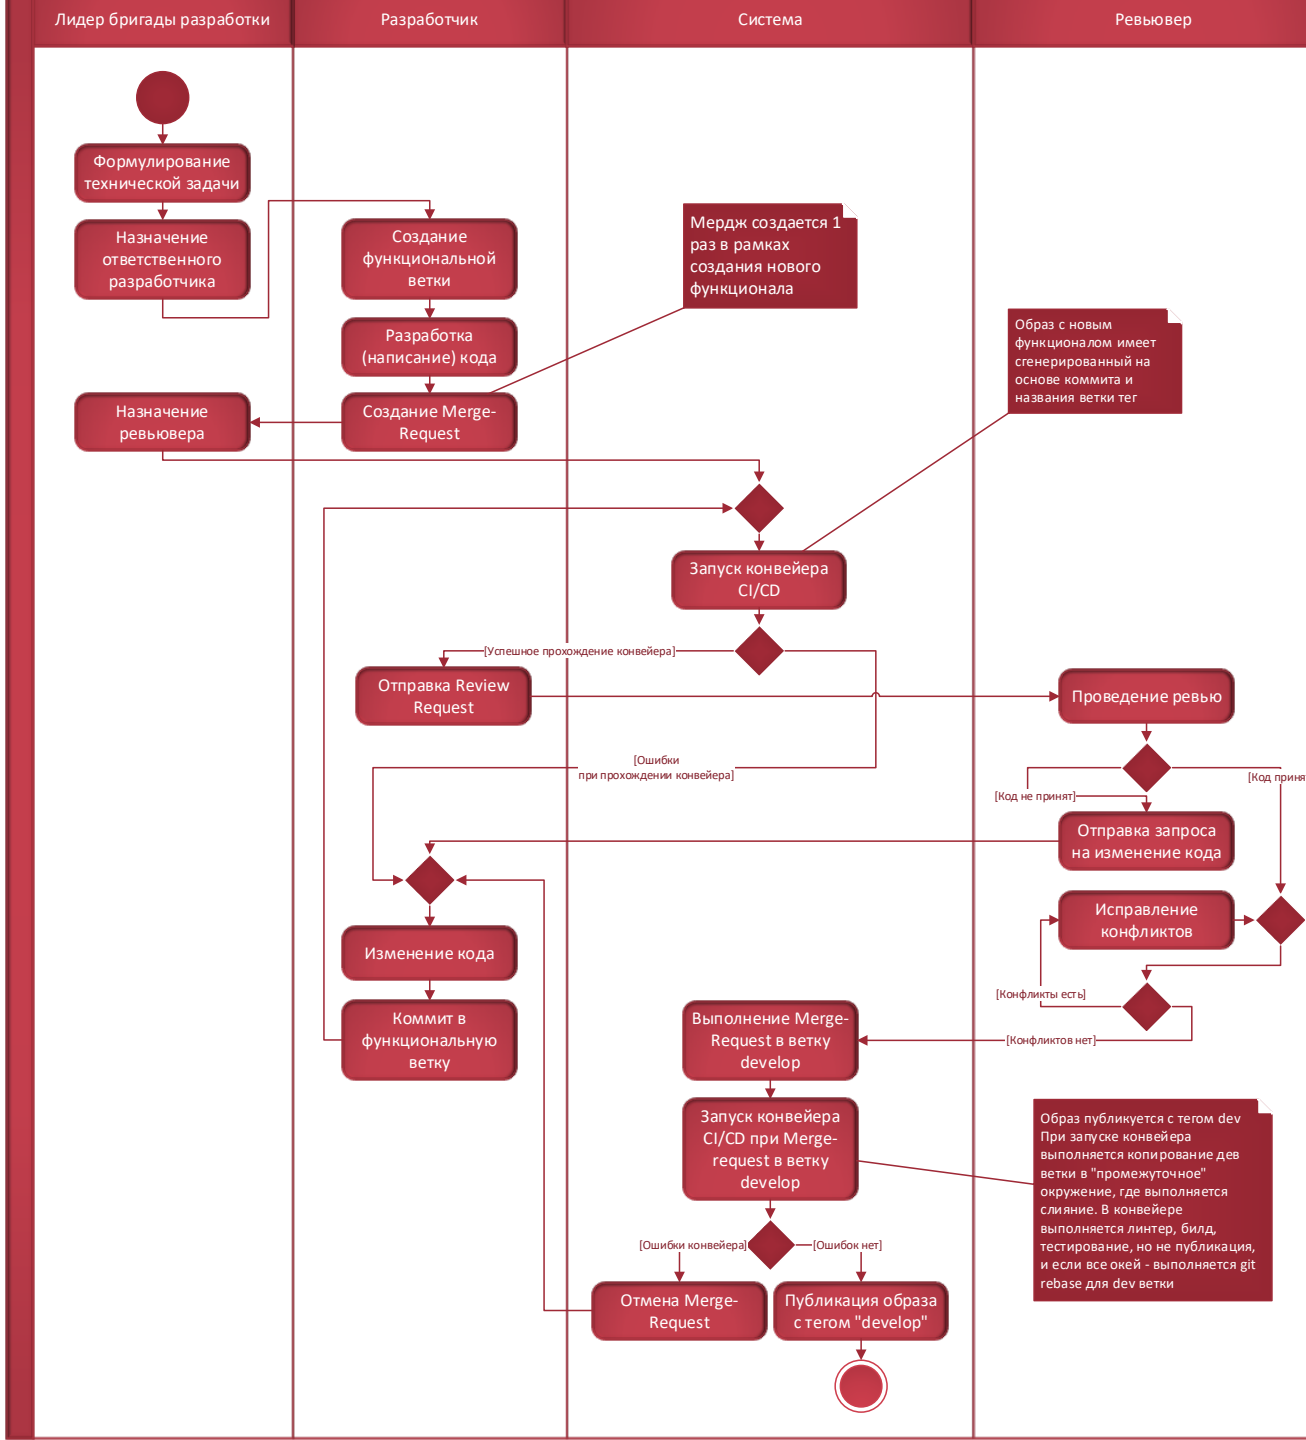 Лидер бригады разработки
Разработчик
Система
Ревьювер
Формулирование
технической задачи
Назначение
ответственного
разработчика
Создание
функциональной
ветки
Мердж создается 1
раз в рамках
создания нового
функционала
Разработка
(написание) кода
Образ с новым
функционалом имеет
сгенерированный на
основе коммита и
названия ветки тег
Назначение
ревьювера
Создание Merge-
Request
Запуск конвейера
CI/CD
[Успешное прохождение конвейера]
Отправка Review
Request
Проведение ревью
[Ошибки
при прохождении конвейера]
[Код не принят]
[Код принят
Отправка запроса
на изменение кода
Исправление
конфликтов
Изменение кода
[Конфликты есть]
Коммит в
функциональную
ветку
Выполнение Merge-
Request в ветку
develop
[Конфликтов нет]
Запуск конвейера
CI/CD при Merge-
request в ветку
develop
Образ публикуется с тегом dev
При запуске конвейера
выполняется копирование дев
ветки в "промежуточное"
окружение, где выполняется
слияние. В конвейере
выполняется линтер, билд,
тестирование, но не публикация,
и если все окей - выполняется git
rebase для dev ветки
[Ошибки конвейера]
[Ошибок нет]
Отмена Merge-
Request
Публикация образа
с тегом "develop"